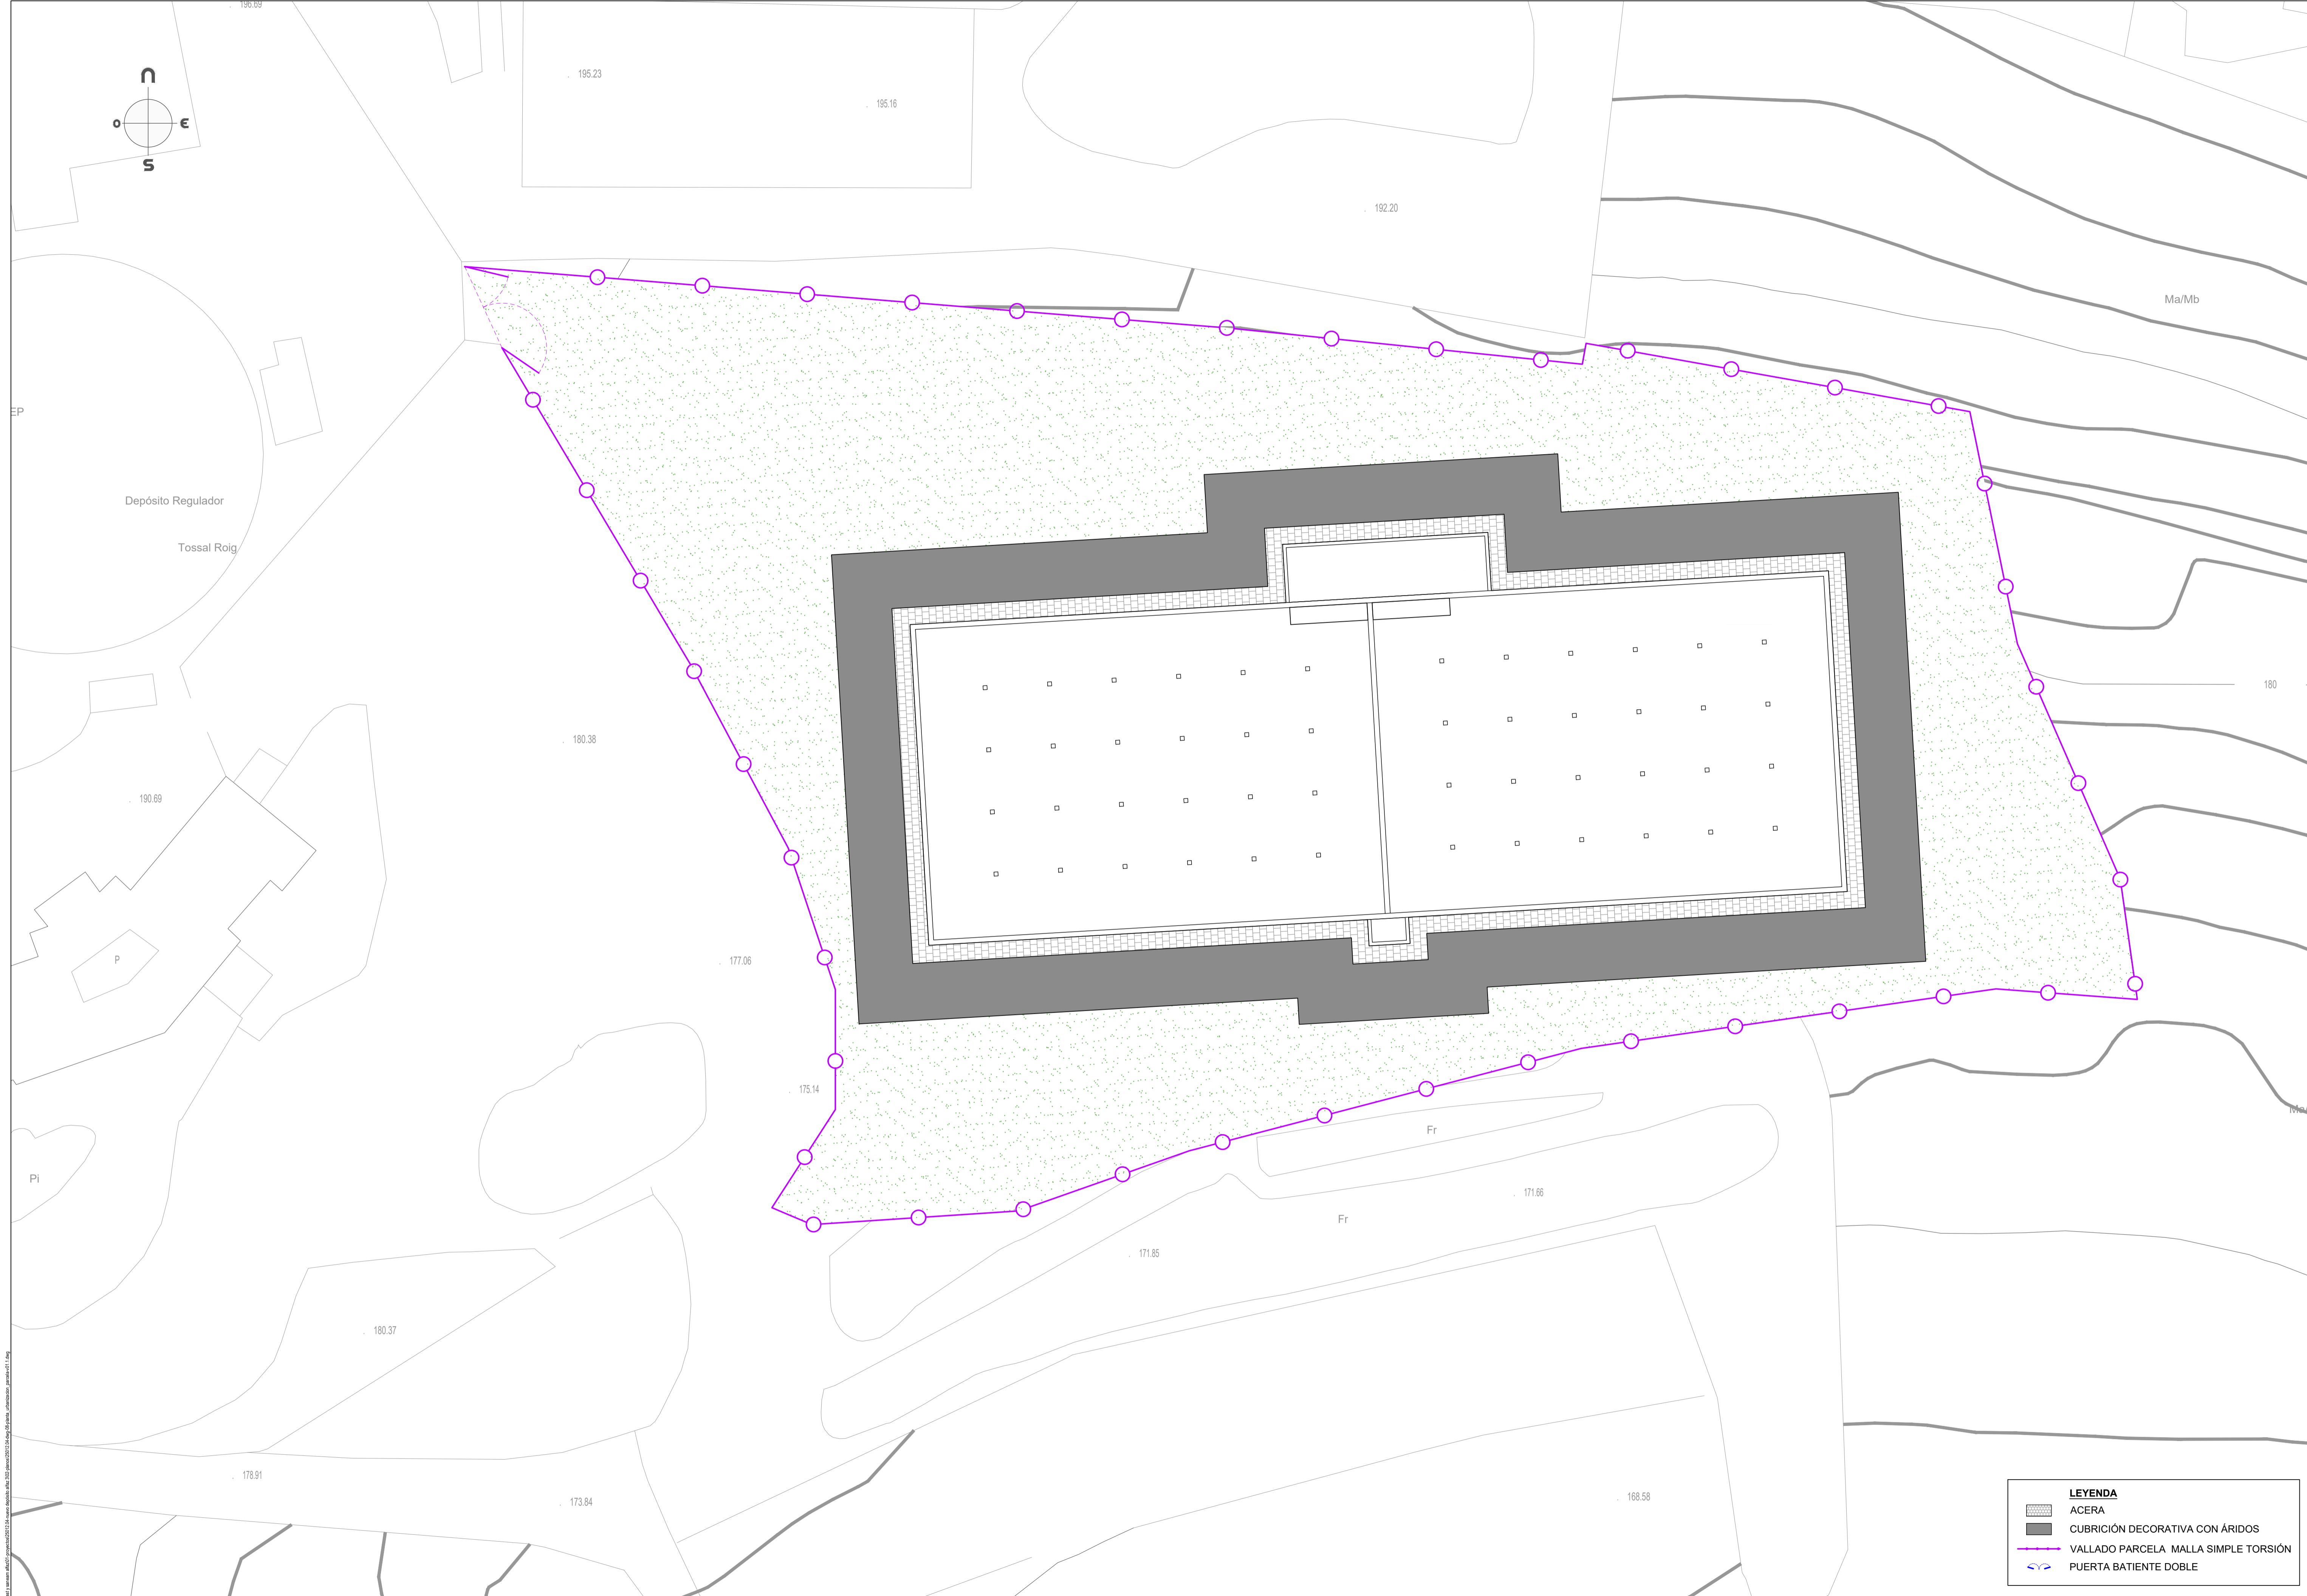 196.69
N
195.23
195.16
O E
S
192.20
Ma/Mb
EP
Depósito Regulador
Tossal Roig
180
180.38
190.69
P
177.06
175.14
Fr
Pi
171.66
Fr
171.85
180.37
178.91
173.84
168.58
LEYENDA
ACERA
CUBRICIÓN DECORATIVA CON ÁRIDOS
VALLADO PARCELA MALLA SIMPLE TORSIÓN
PUERTA BATIENTE DOBLE